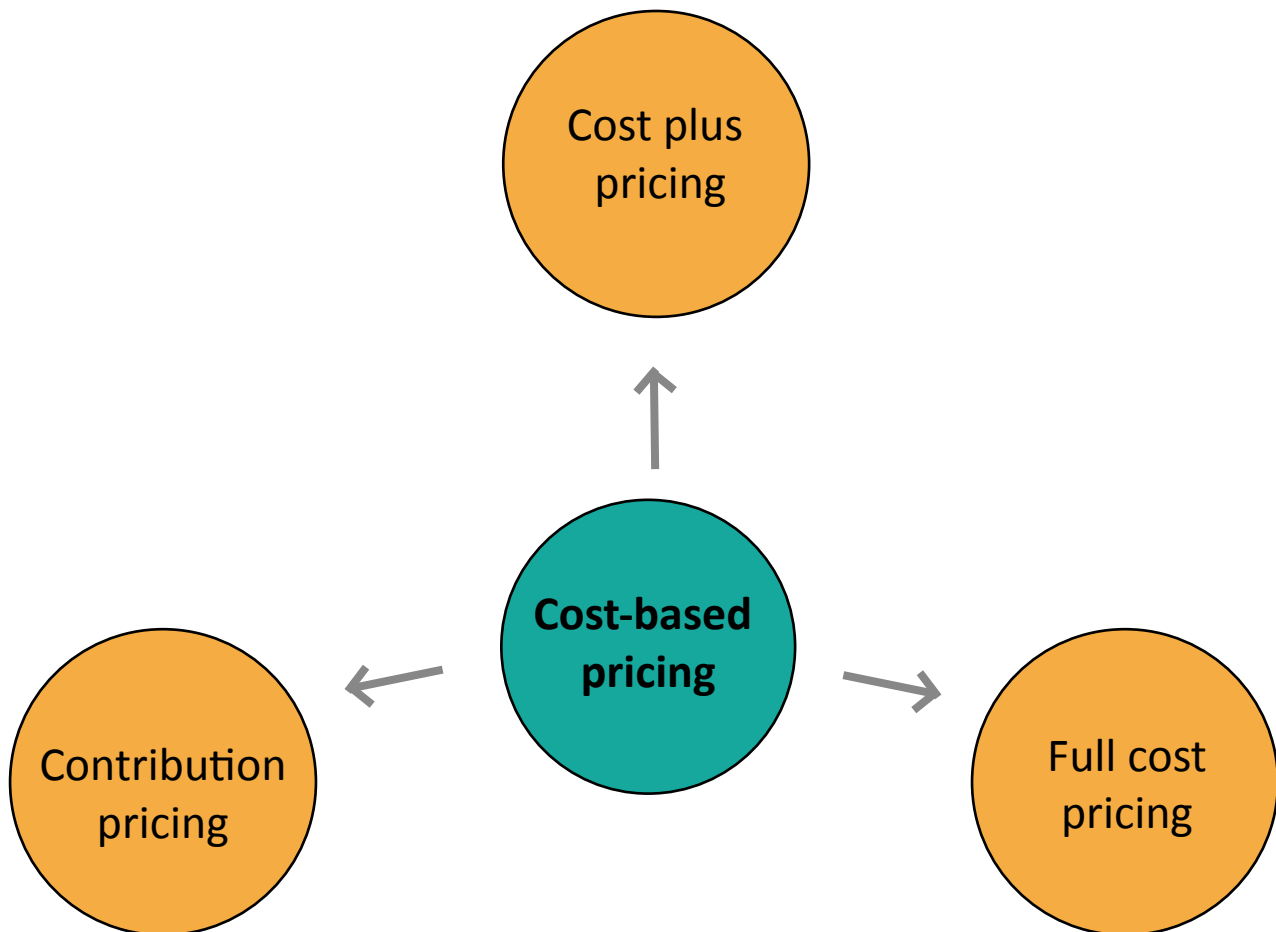 Cost plus
pricing
Cost-based
pricing
Contribution
pricing
Full cost
pricing